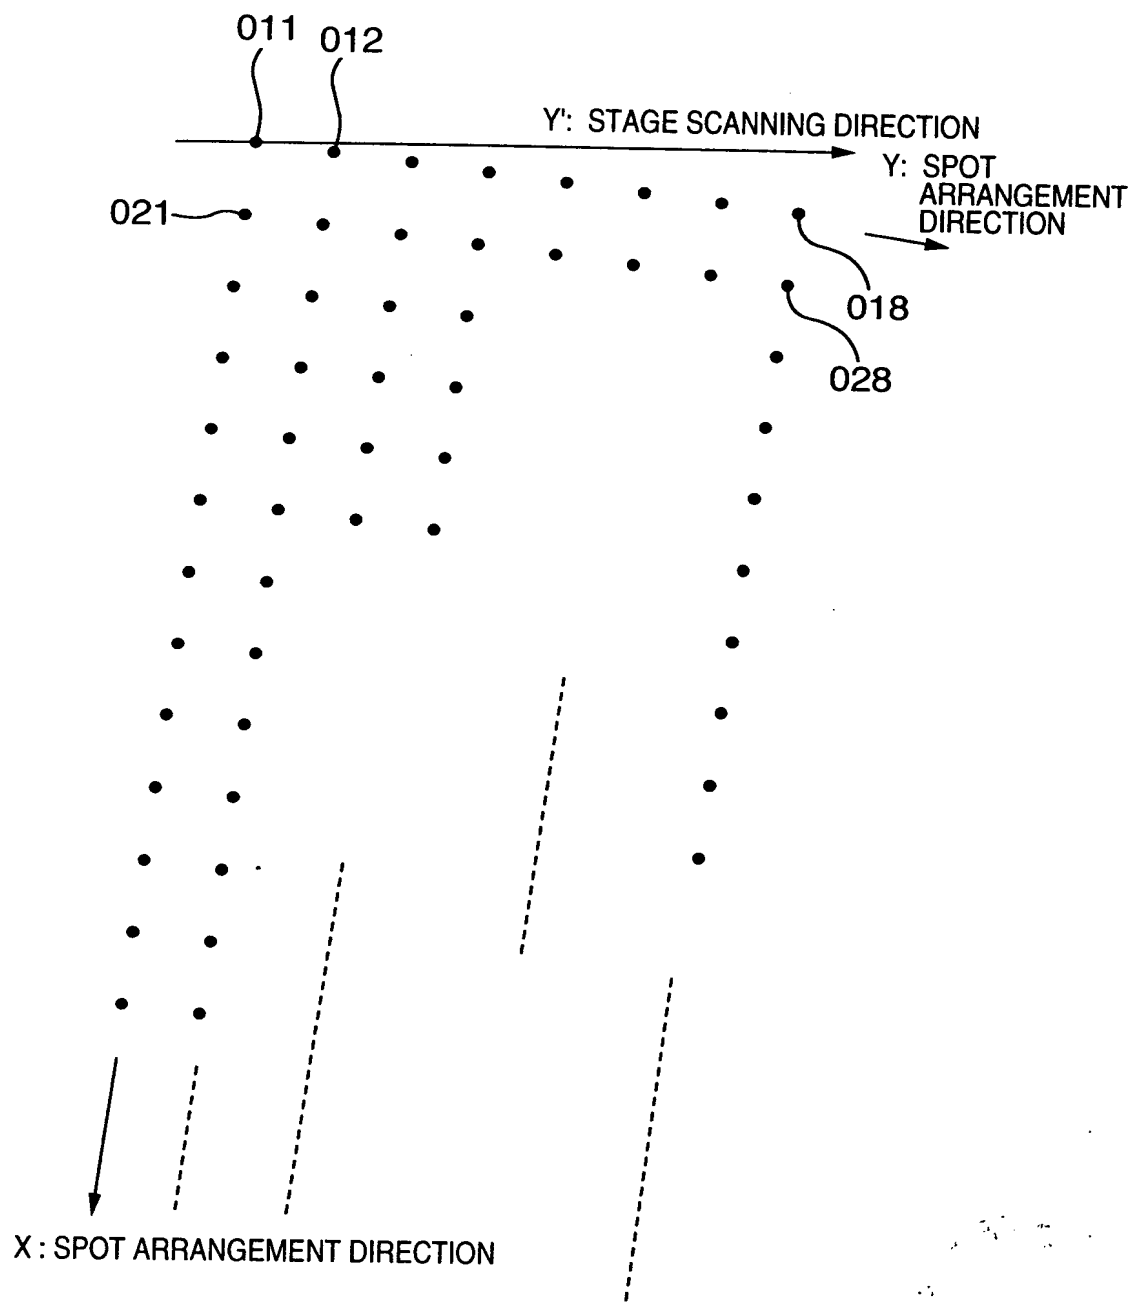 011
012
Y': STAGE SCANNING DIRECTION
Y: SPOT
ARRANGEMENT
DIRECTION
021
018
028
X : SPOT ARRANGEMENT DIRECTION